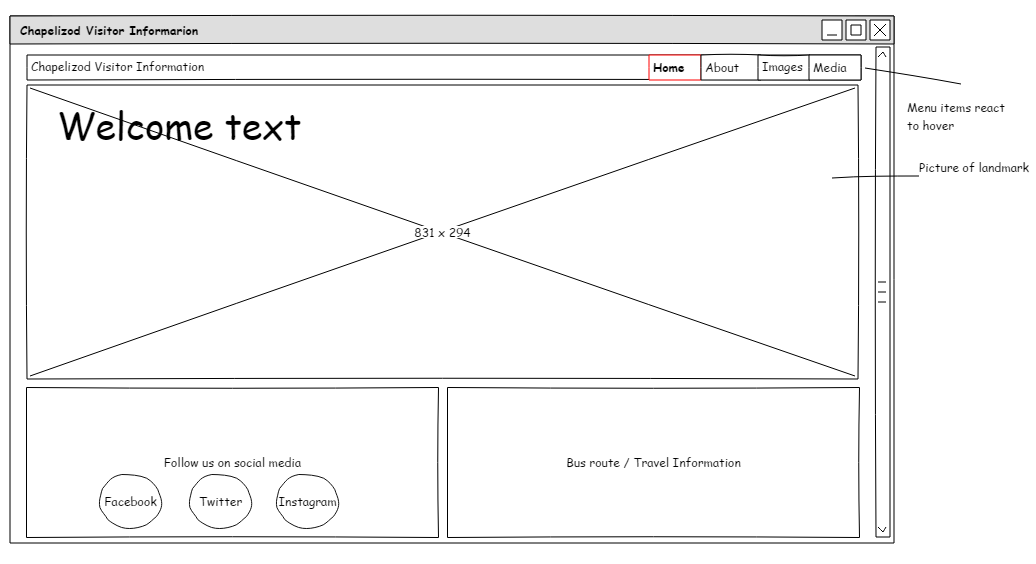 Chapelizod Visitor Informarion
Chapelizod Visitor Information
Home
About
Images
Media
Menu items react
to hover
Welcome text
Picture of landmark
831 x 294
Follow us on social media
Facebook
Twitter
Instagram
Bus route / Travel Information